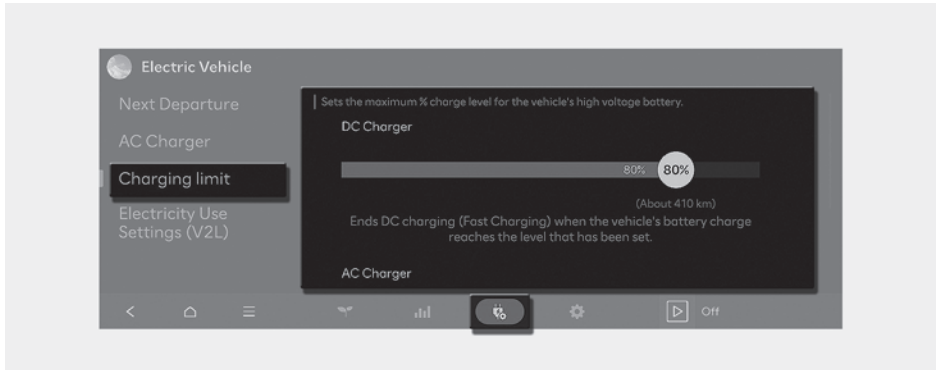 Electric Vehicle
Next Departure
AC Charger
Charging limit
Electricity Use
Settings (V2L)
Sets the maximum % charge level for the vehicle's high voltage battery.
DC Charger
80% 80%
(About 410 km)
Ends DC charging (Fast Charging) when the vehicle's battery charge
reaches the level that has been set.
AC Charger
Off